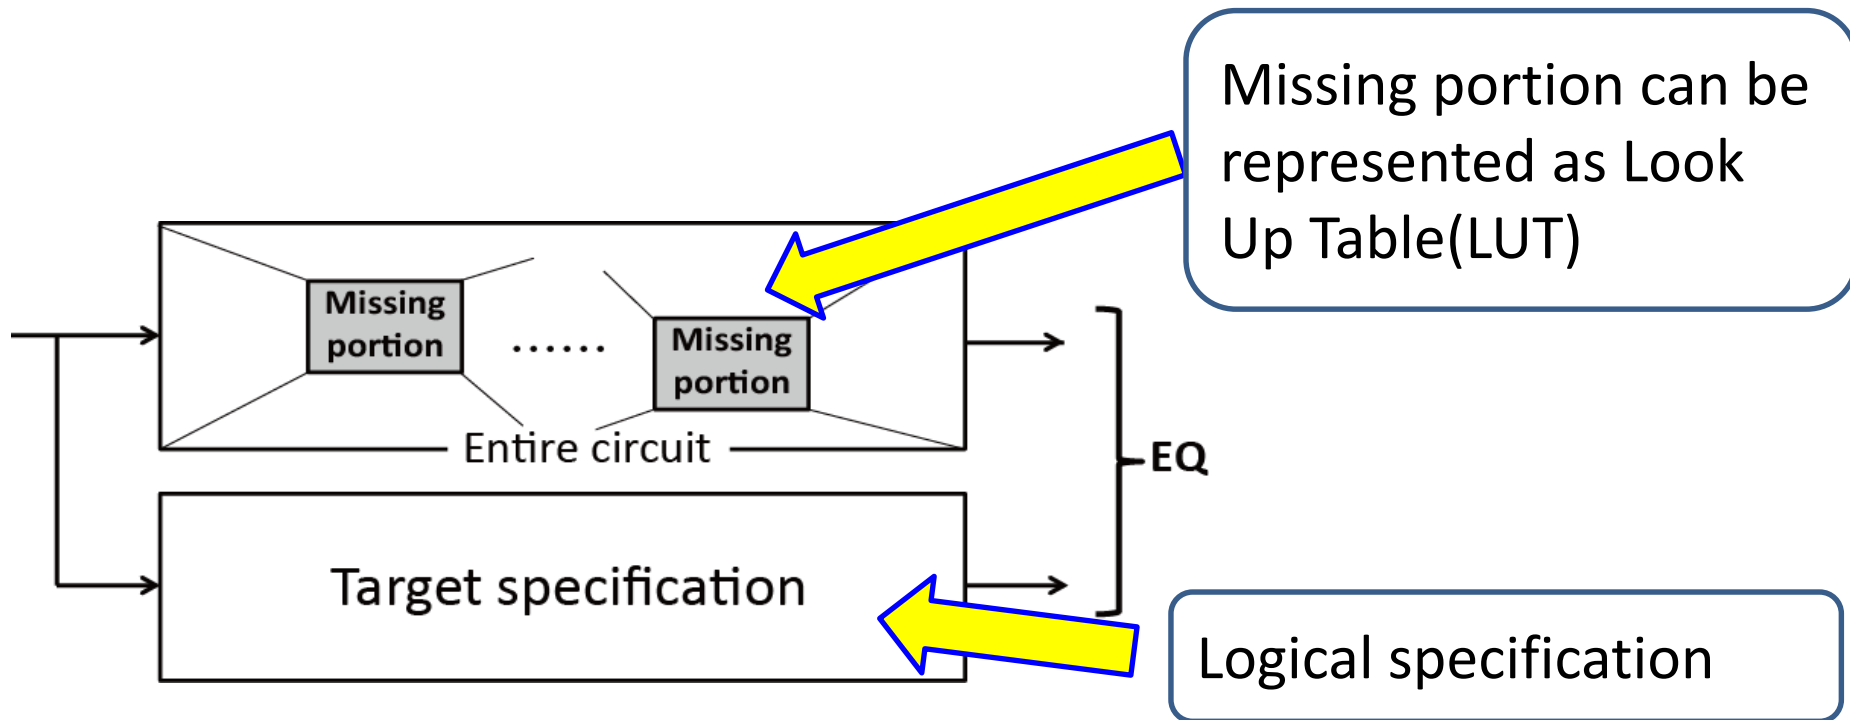 Missing portion can be
represented as Look
Up Table(LUT)
Missing
portion
......
Missing
portion
Entire circuit
EQ
Target specification
Logical specification